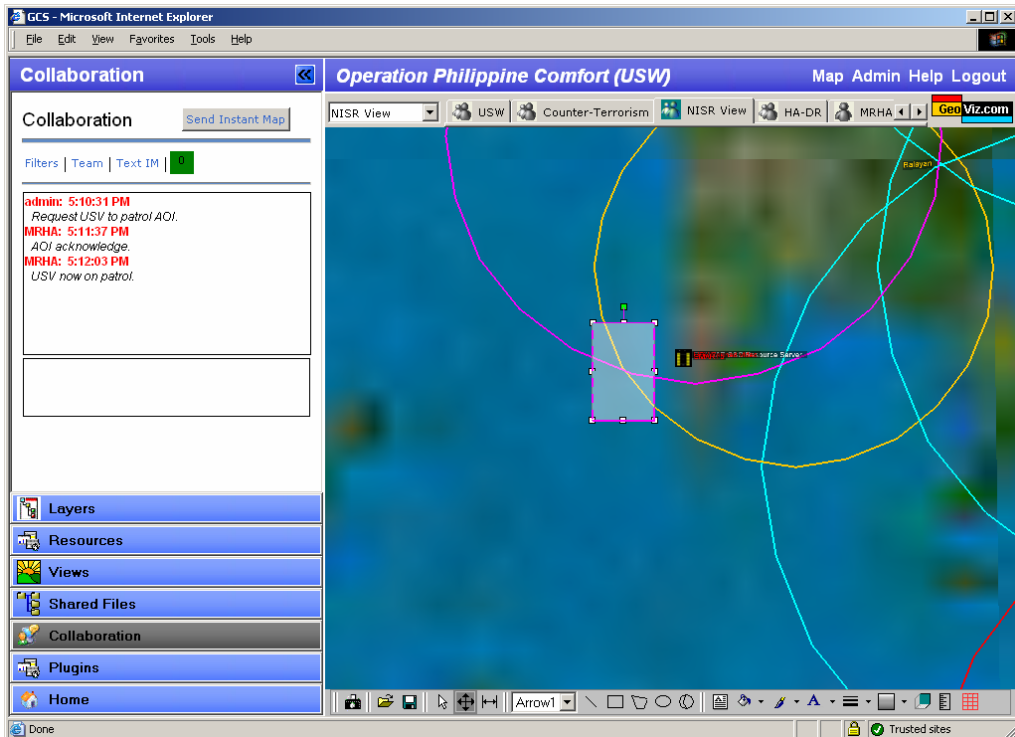 GCS - Microsoft Internet Explorer
File Edit View Favorites Tools Help
Collaboration
Operation Philippine Comfort (USW) Map Admin Help Logout
Collaboration Send Instant Map
NISR View USW Counter-Terrorism NISR View HA-DR MRHA GeoViz.com
Filters | Team | Text IM | 0
admin: 5:10:31 PM
Request USV to patrol AOI.
MRHA: 5:11:37 PM
AOI acknowledge.
MRHA: 5:12:03 PM
USV now on patrol.
Resource Server
Layers
Resources
Views
Shared Files
Collaboration
Plugins
Home
Arrow1
A
Done Trusted sites